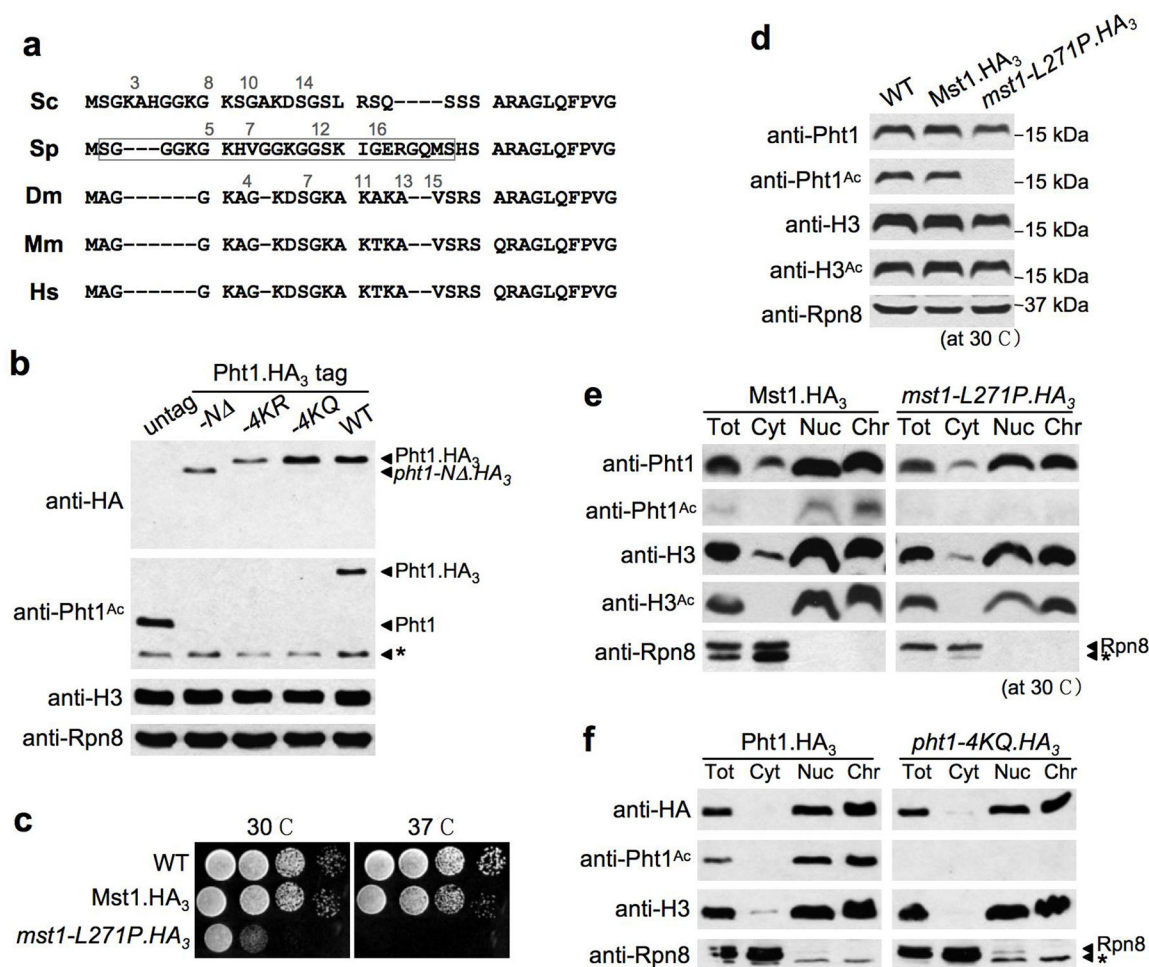 a
3 8 10 14
Sc MSGKAHGGKG KSGAKDSGSL RSQ----SSS ARAGLQFPVG
5 7 12 16
Sp MSG---GGKG KHVGGKGGSK IGERGQMSHS ARAGLQFPVG
4 7 11 13 15
Dm MAG------G KAG-KDSGKA KAKA--VSRS ARAGLQFPVG
Mm MAG------G KAG-KDSGKA KTKA--VSRS QRAGLQFPVG
Hs MAG------G KAG-KDSGKA KTKA--VSRS QRAGLQFPVG
b
Pht1.HA3 tag
untag -NΔ -4KR -4KQ WT
anti-HA
◄Pht1.HA3
◄pht1-NΔ.HA3
anti-Pht1Ac
◄Pht1.HA3
◄Pht1
◄*
anti-H3
anti-Rpn8
c
30 C 37 C
WT
Mst1.HA3
mst1-L271P.HA3
d
WT Mst1.HA3 mst1-L271P.HA3
anti-Pht1 -15 kDa
anti-Pht1Ac -15 kDa
anti-H3 -15 kDa
anti-H3Ac -15 kDa
anti-Rpn8 -37 kDa
(at 30 C)
e
Mst1.HA3 mst1-L271P.HA3
Tot Cyt Nuc Chr Tot Cyt Nuc Chr
anti-Pht1
anti-Pht1Ac
anti-H3
anti-H3Ac
anti-Rpn8 ◄Rpn8
◄*
(at 30 C)
f
Pht1.HA3 pht1-4KQ.HA3
Tot Cyt Nuc Chr Tot Cyt Nuc Chr
anti-HA
anti-Pht1Ac
anti-H3
anti-Rpn8 ◄Rpn8
◄*